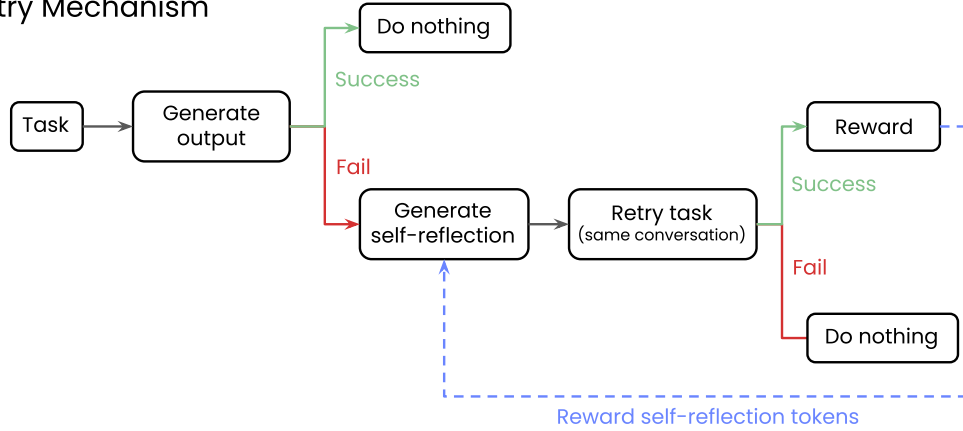 try Mechanism
Do nothing
Success
Task
Generate
output
Fail
Generate
self-reflection
Retry task
(same conversation)
Reward
Success
Fail
Do nothing
Reward self-reflection tokens